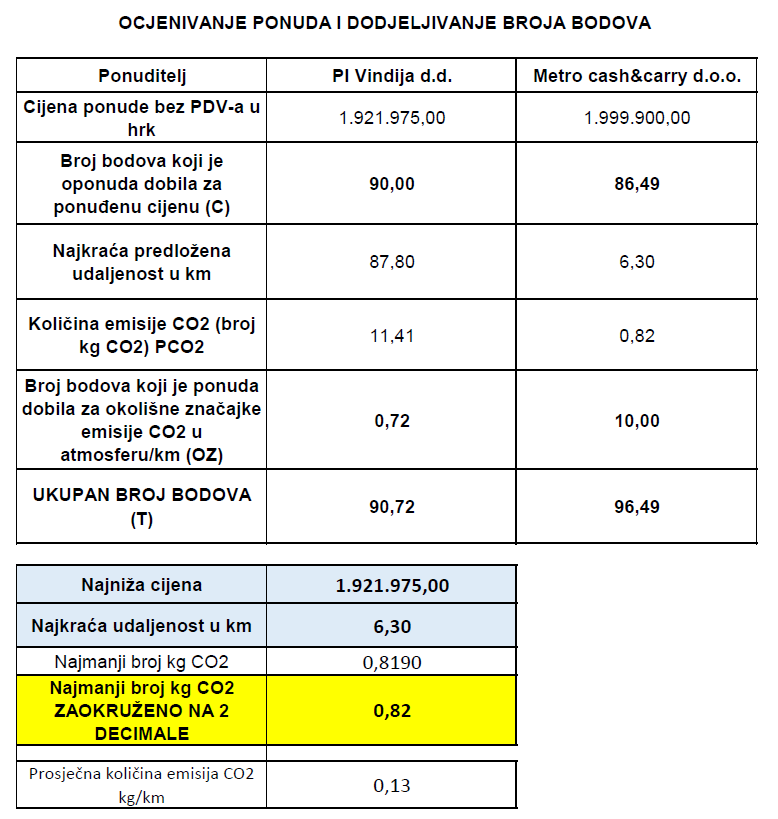 OCJENIVANJE PONUDA I DODJELJIVANJE BROJA BODOVA
Ponuditelj PI Vindija d.d. Metro cash&carry d.o.o.
Cijena ponude bez PDV-a u
hrk
1.921.975,00 1.999.900,00
Broj bodova koji je
oponuda dobila za
ponuđenu cijenu (C)
90,00 86,49
Najkraća predložena
udaljenost u km
87,80 6,30
Količina emisije CO2 (broj
kg CO2) PCO2
11,41 0,82
Broj bodova koji je ponuda
dobila za okolišne značajke
emisije CO2 u
atmosferu/km (OZ)
0,72 10,00
UKUPAN BROJ BODOVA
(T)
90,72 96,49
Najniža cijena 1.921.975,00
Najkraća udaljenost u km 6,30
Najmanji broj kg CO2 0,8190
Najmanji broj kg CO2
ZAOKRUŽENO NA 2
DECIMALE
0,82
Prosječna količina emisija CO2
kg/km
0,13